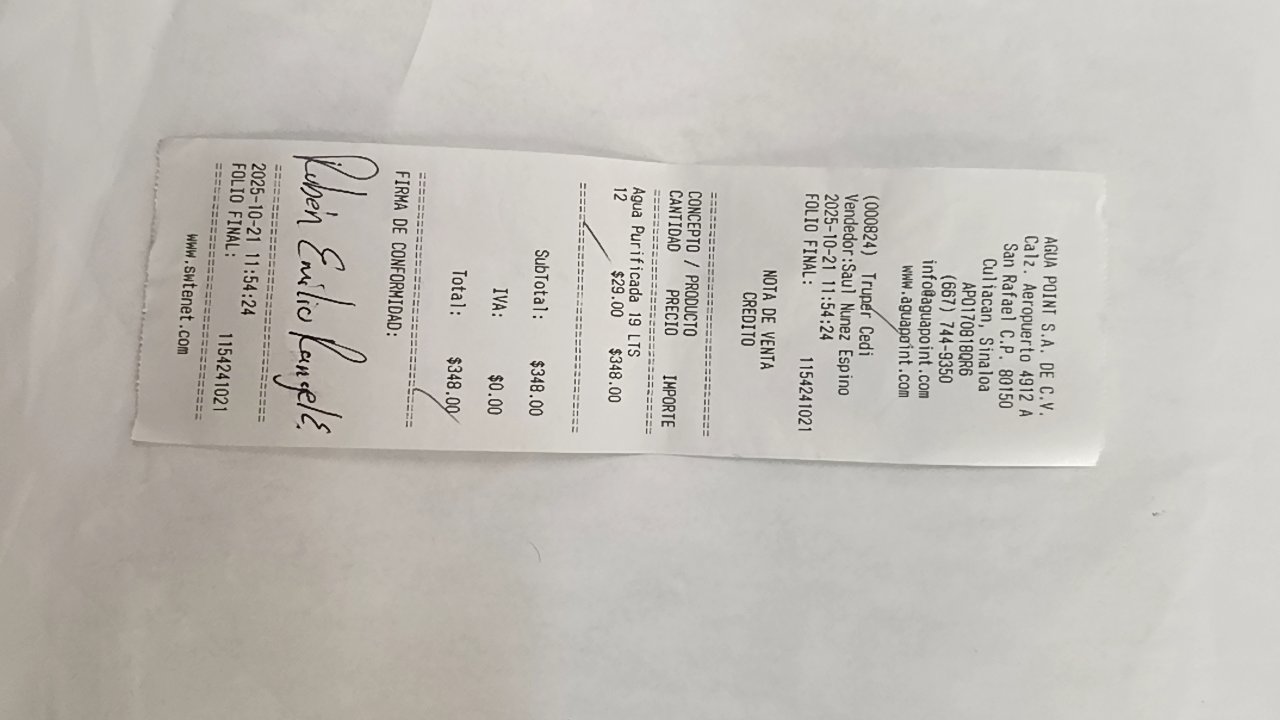 AGUA POINT S.A. DE C.V.
Calz. Aeropuerto 4912 A
San Rafael C.P. 80150
Culiacan, Sinaloa
APO170818QR6
(667) 744-9350
info@aguapoint.com
www.aguapoint.com
(000824) Truper Cedi
Vendedor:Saul Nunez Espino
2025-10-21 11:54:24
FOLIO FINAL: 1154241021
NOTA DE VENTA
CREDITO
================================
CONCEPTO / PRODUCTO
CANTIDAD PRECIO IMPORTE
================================
Agua Purificada 19 LTS
12 $29.00 $348.00
================================
SubTotal: $348.00
IVA: $0.00
Total: $348.00
================================
FIRMA DE CONFORMIDAD:
Rubén Emilio Rangel E.
================================
2025-10-21 11:54:24
FOLIO FINAL: 1154241021
================================
www.swtenet.com